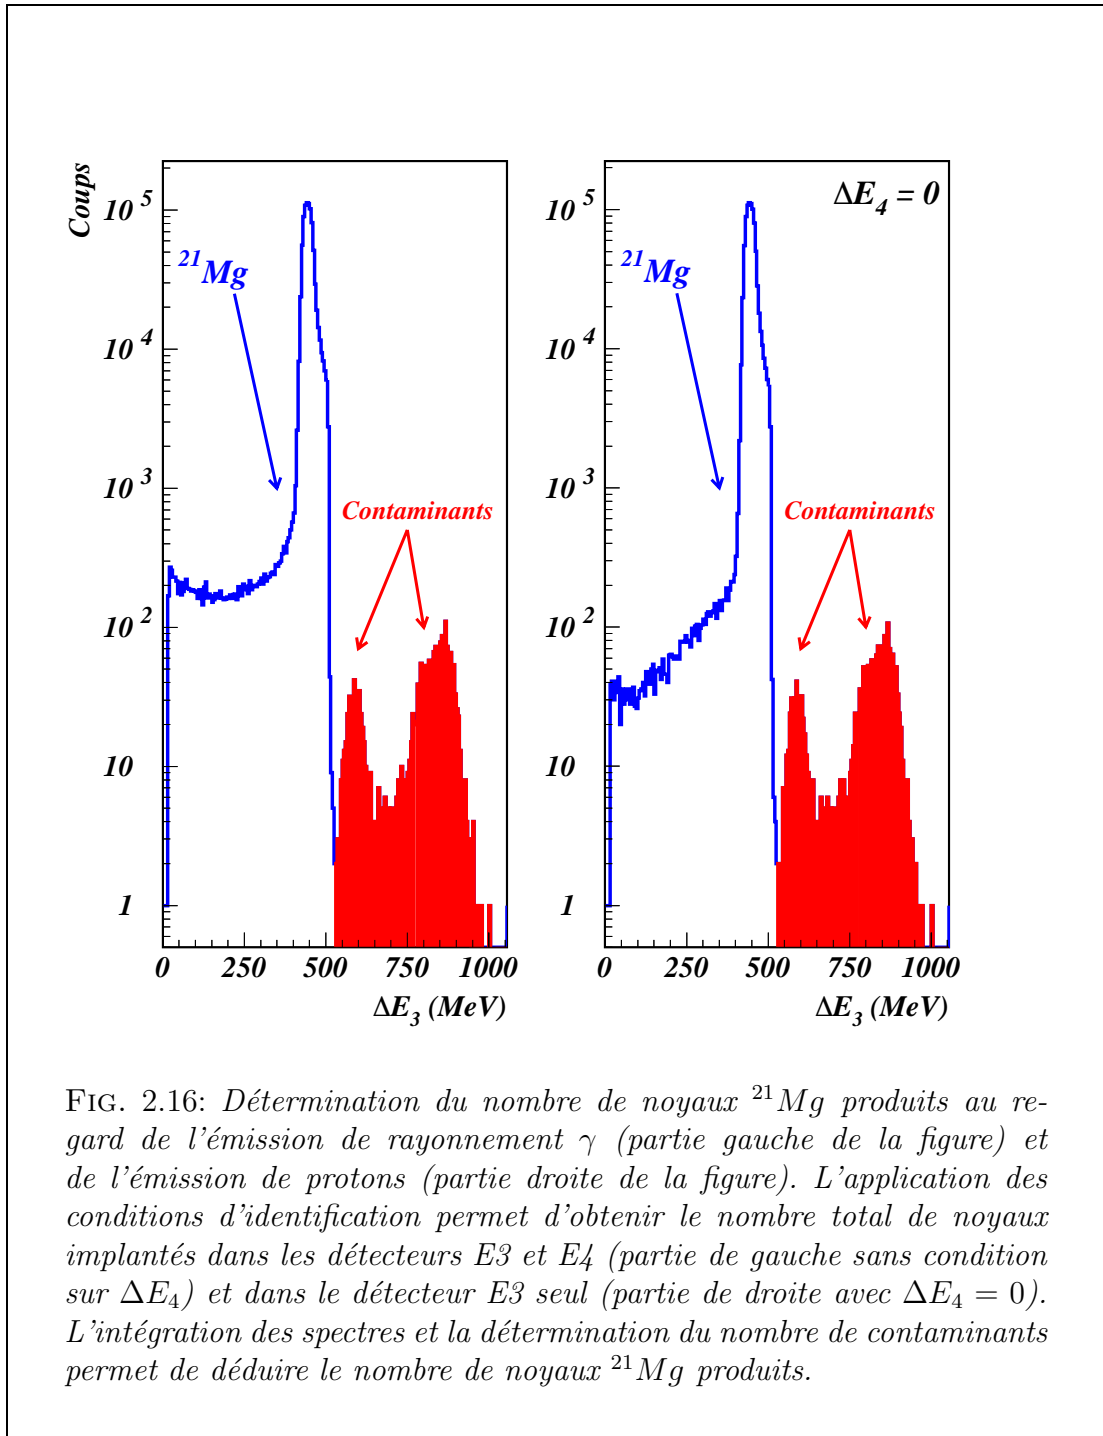 Coups
10^5
10^4
10^3
10^2
10
1
^21Mg
Contaminants
0 250 500 750 1000
ΔE_3 (MeV)
ΔE_4 = 0
10^5
10^4
10^3
10^2
10
1
^21Mg
Contaminants
0 250 500 750 1000
ΔE_3 (MeV)
FIG. 2.16: Détermination du nombre de noyaux ^21Mg produits au re-
gard de l'émission de rayonnement γ (partie gauche de la figure) et
de l'émission de protons (partie droite de la figure). L'application des
conditions d'identification permet d'obtenir le nombre total de noyaux
implantés dans les détecteurs E3 et E4 (partie de gauche sans condition
sur ΔE_4) et dans le détecteur E3 seul (partie de droite avec ΔE_4 = 0).
L'intégration des spectres et la détermination du nombre de contaminants
permet de déduire le nombre de noyaux ^21Mg produits.